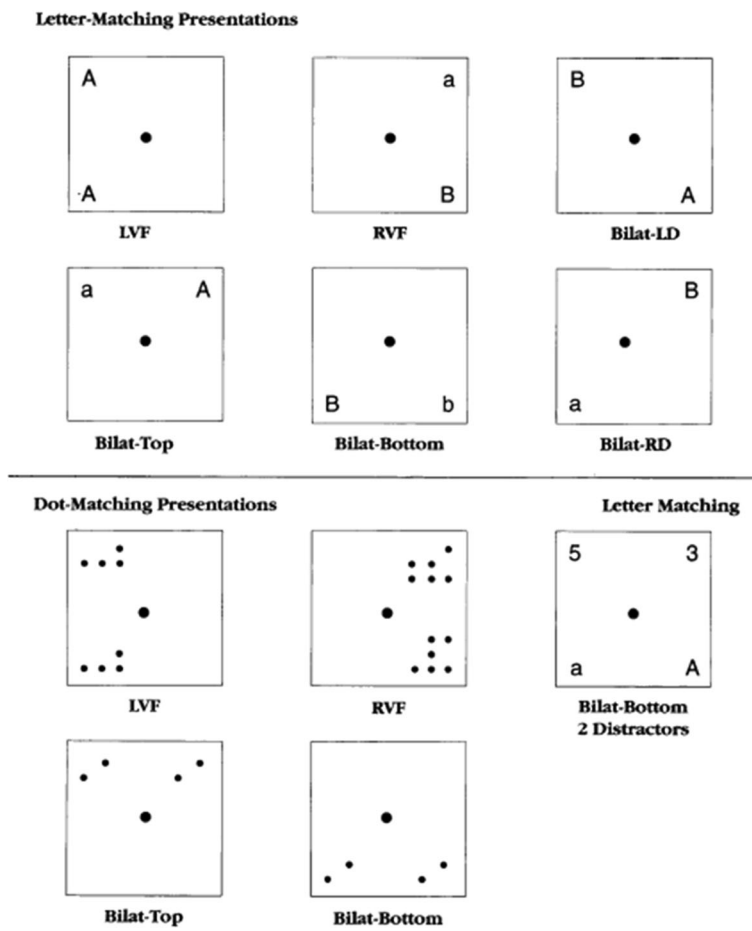 Letter-Matching Presentations
A a B
A B A
LVF RVF Bilat-LD
a A B
B b a
Bilat-Top Bilat-Bottom Bilat-RD
Dot-Matching Presentations Letter Matching
5 3
a A
LVF RVF Bilat-Bottom
2 Distractors
Bilat-Top Bilat-Bottom